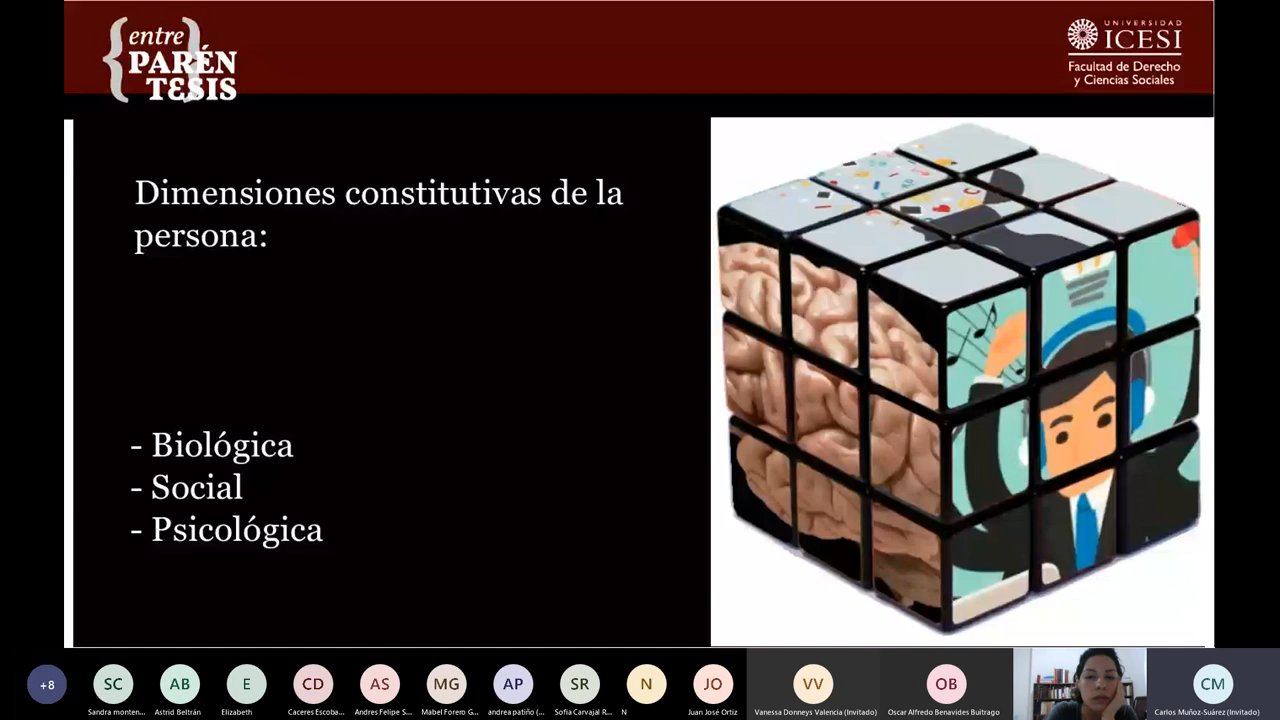 {entre}
PARÉN
TESIS
UNIVERSIDAD
ICESI
Facultad de Derecho
y Ciencias Sociales
Dimensiones constitutivas de la
persona:
- Biológica
- Social
- Psicológica
+8
SC
AB
E
CD
AS
MG
AP
SR
N
JO
VV
OB
CM
Sandra monten...
Astrid Beltrán
Elizabeth
Caceres Escoba...
Andres Felipe S...
Mabel Forero G...
andrea patiño (...
Sofia Carvajal R...
N
Juan José Ortiz
Vanessa Donneys Valencia (Invitado)
Oscar Alfredo Benavides Buitrago
Carlos Muñoz-Suárez (Invitado)